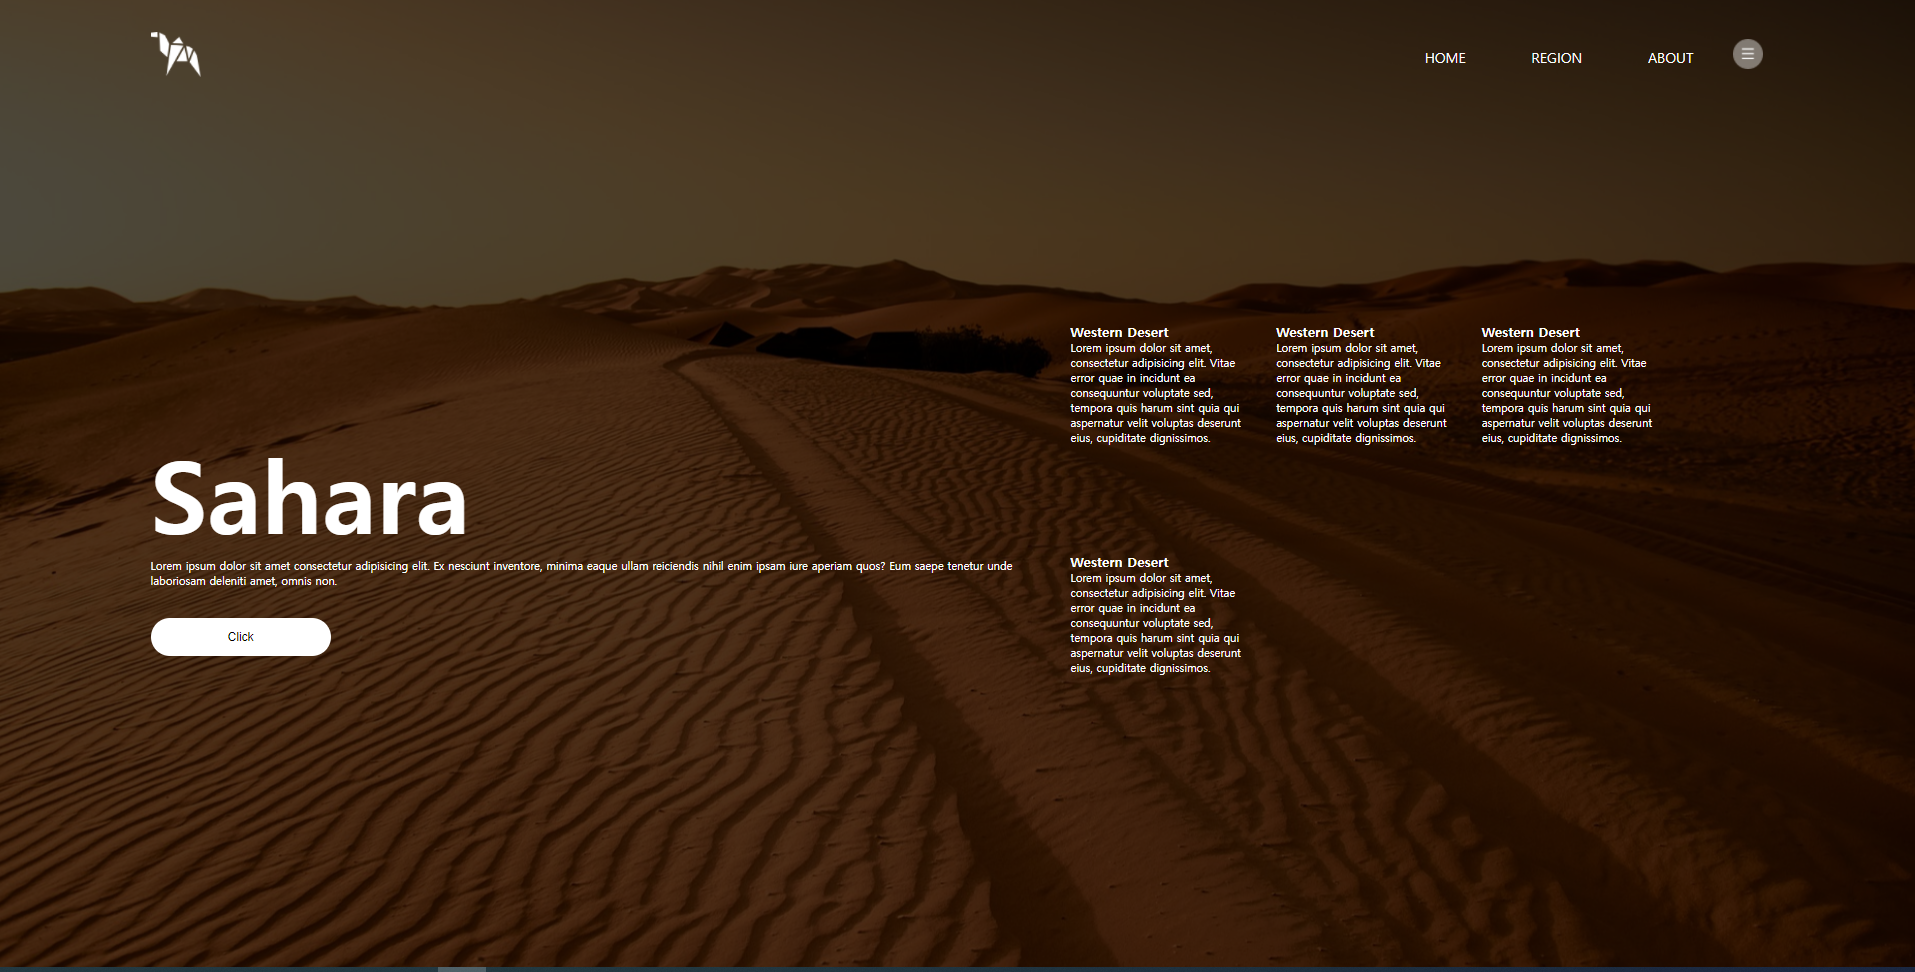 HOME
REGION
ABOUT
Sahara
Lorem ipsum dolor sit amet consectetur adipisicing elit. Ex nesciunt inventore, minima eaque ullam reiciendis nihil enim ipsam iure aperiam quos? Eum saepe tenetur unde
laboriosam deleniti amet, omnis non.
Click
Western Desert
Lorem ipsum dolor sit amet,
consectetur adipisicing elit. Vitae
error quae in incidunt ea
consequuntur voluptate sed,
tempora quis harum sint quia qui
aspernatur velit voluptas deserunt
eius, cupiditate dignissimos.
Western Desert
Lorem ipsum dolor sit amet,
consectetur adipisicing elit. Vitae
error quae in incidunt ea
consequuntur voluptate sed,
tempora quis harum sint quia qui
aspernatur velit voluptas deserunt
eius, cupiditate dignissimos.
Western Desert
Lorem ipsum dolor sit amet,
consectetur adipisicing elit. Vitae
error quae in incidunt ea
consequuntur voluptate sed,
tempora quis harum sint quia qui
aspernatur velit voluptas deserunt
eius, cupiditate dignissimos.
Western Desert
Lorem ipsum dolor sit amet,
consectetur adipisicing elit. Vitae
error quae in incidunt ea
consequuntur voluptate sed,
tempora quis harum sint quia qui
aspernatur velit voluptas deserunt
eius, cupiditate dignissimos.